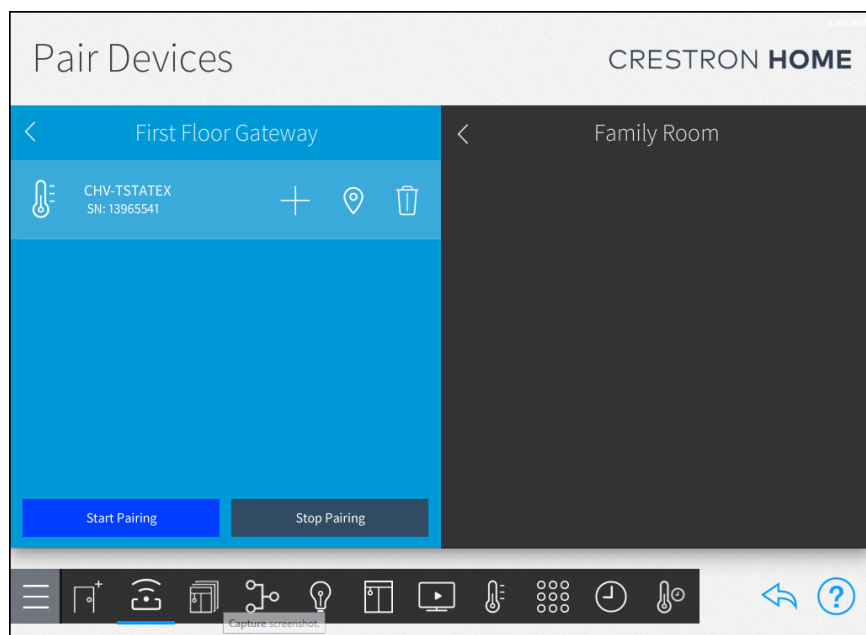 Pair Devices
CRESTRON HOME
First Floor Gateway
Family Room
CHV-TSTATEX
SN: 13965541
Start Pairing
Stop Pairing
Capture screenshot.
?